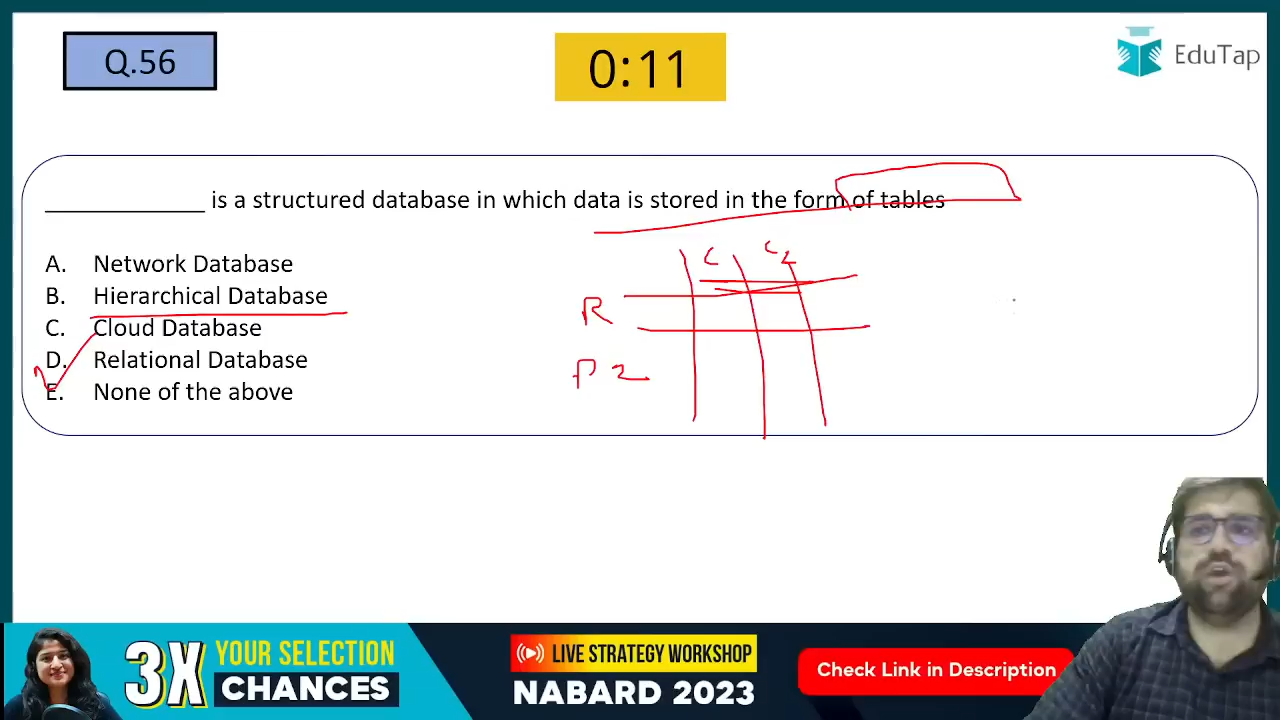 Q.56
0:11
EduTap
____________ is a structured database in which data is stored in the form of tables
A. Network Database
B. Hierarchical Database
C. Cloud Database
D. Relational Database
E. None of the above
C C2
R
P2
3X YOUR SELECTION CHANCES
LIVE STRATEGY WORKSHOP
NABARD 2023
Check Link in Description